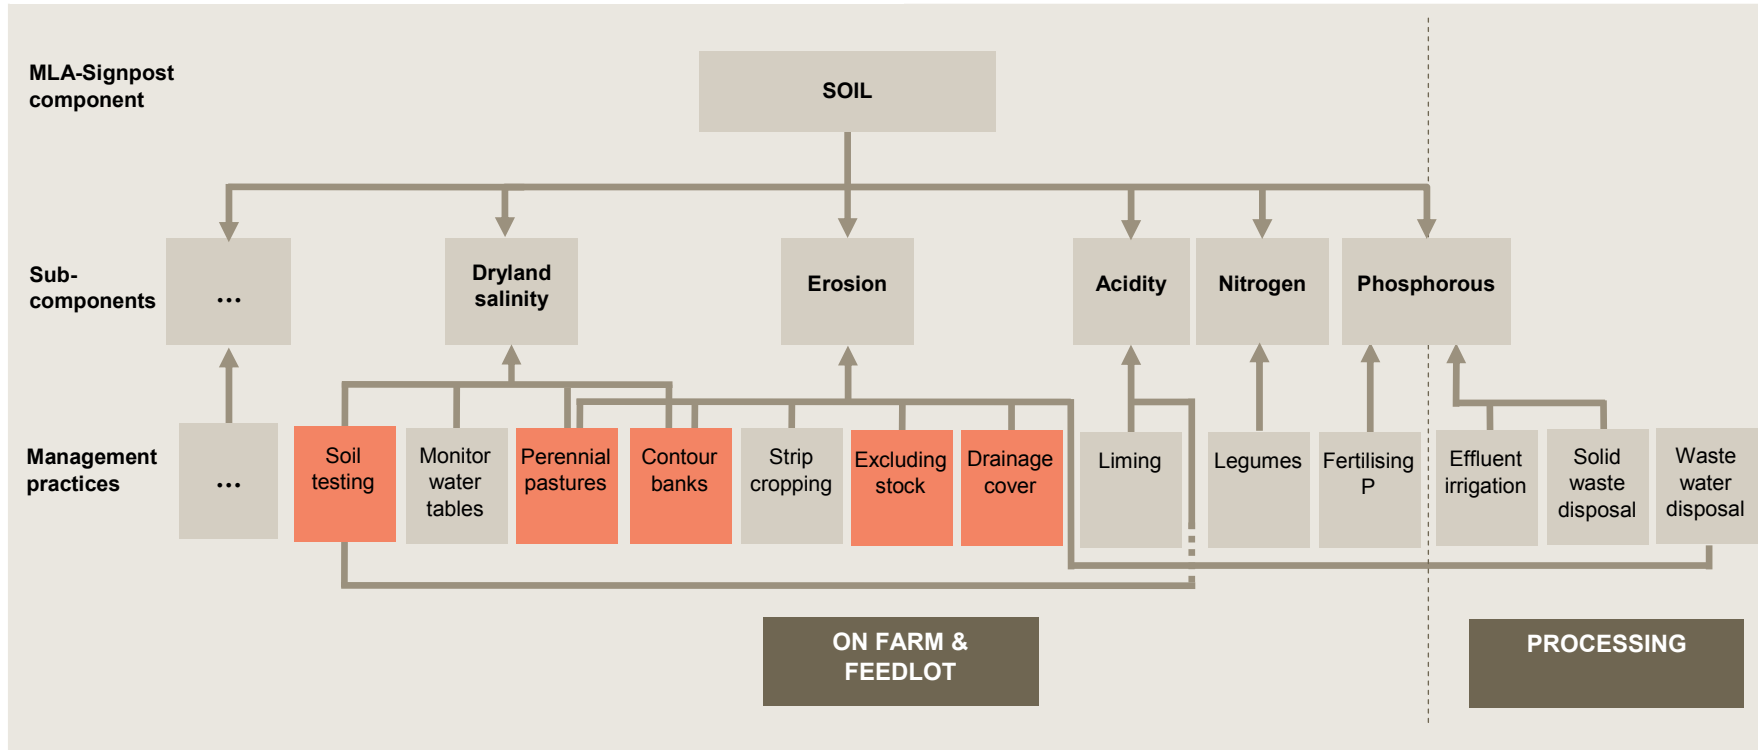 MLA-Signpost
component
SOIL
Sub-
components
...
Dryland
salinity
Erosion
Acidity
Nitrogen
Phosphorous
Management
practices
...
Soil
testing
Monitor
water
tables
Perennial
pastures
Contour
banks
Strip
cropping
Excluding
stock
Drainage
cover
Liming
Legumes
Fertilising
P
Effluent
irrigation
Solid
waste
disposal
Waste
water
disposal
ON FARM &
FEEDLOT
PROCESSING